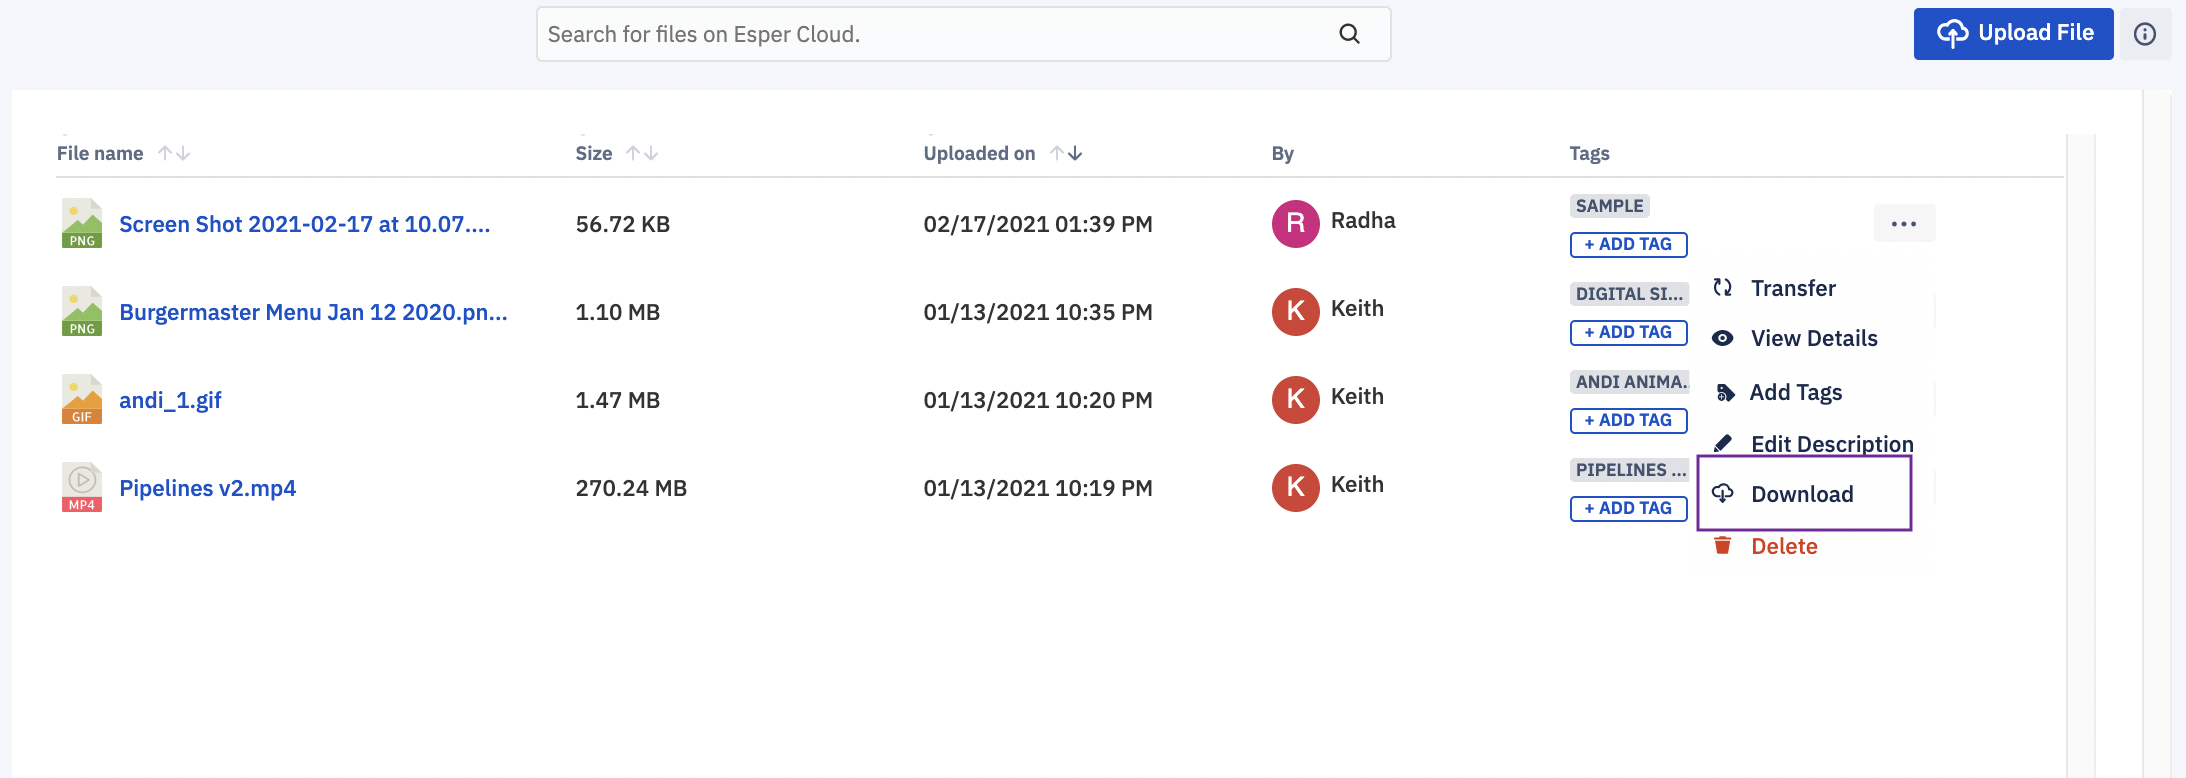 Search for files on Esper Cloud.
Upload File
File name
Size
Uploaded on
By
Tags
PNG
Screen Shot 2021-02-17 at 10.07....
56.72 KB
02/17/2021 01:39 PM
R
Radha
SAMPLE
+ ADD TAG
...
PNG
Burgermaster Menu Jan 12 2020.pn...
1.10 MB
01/13/2021 10:35 PM
K
Keith
DIGITAL SI...
+ ADD TAG
GIF
andi_1.gif
1.47 MB
01/13/2021 10:20 PM
K
Keith
ANDI ANIMA..
+ ADD TAG
MP4
Pipelines v2.mp4
270.24 MB
01/13/2021 10:19 PM
K
Keith
PIPELINES ...
+ ADD TAG
Transfer
View Details
Add Tags
Edit Description
Download
Delete